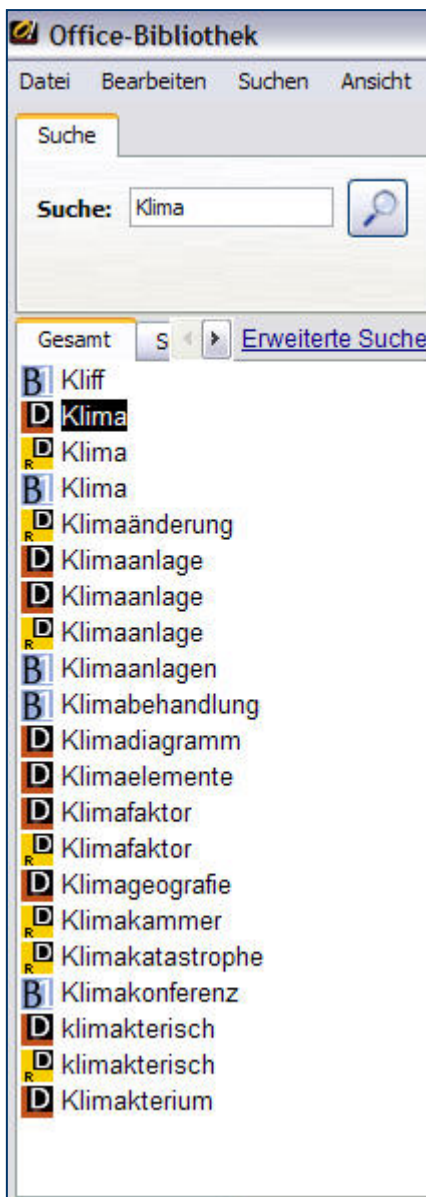 Office-Bibliothek
Datei Bearbeiten Suchen Ansicht
Suche
Suche: Klima
Gesamt S Erweiterte Suche
B Kliff
D Klima
D R Klima
B Klima
D R Klimaänderung
D Klimaanlage
D Klimaanlage
D R Klimaanlage
B Klimaanlagen
B Klimabehandlung
D Klimadiagramm
D Klimaelemente
D Klimafaktor
D R Klimafaktor
D Klimageografie
D R Klimakammer
D R Klimakatastrophe
B Klimakonferenz
D klimakterisch
D R klimakterisch
D Klimakterium